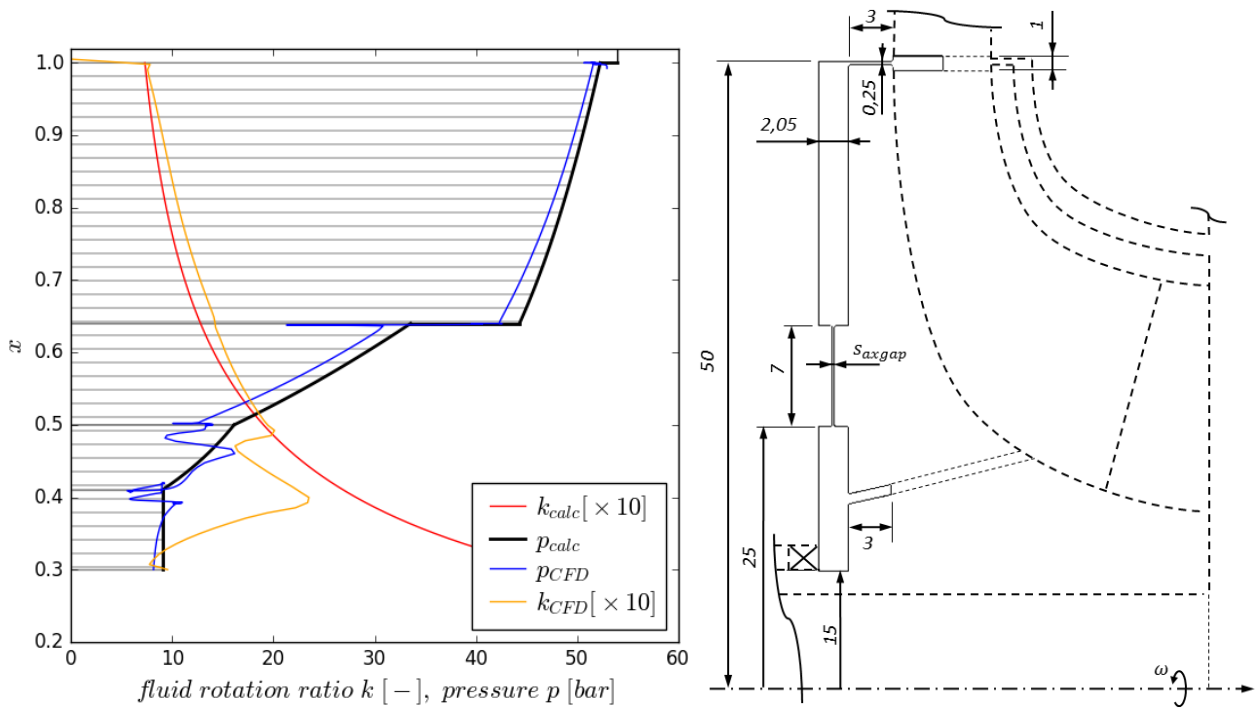 1.0
0.9
0.8
0.7
0.6
0.5
0.4
0.3
0.2
x
0 10 20 30 40 50 60
fluid rotation ratio k [−], pressure p [bar]
k_calc[×10]
p_calc
p_CFD
k_CFD[×10]
3
1
0,25
2,05
50
7
s_axgap
25
3
15
ω